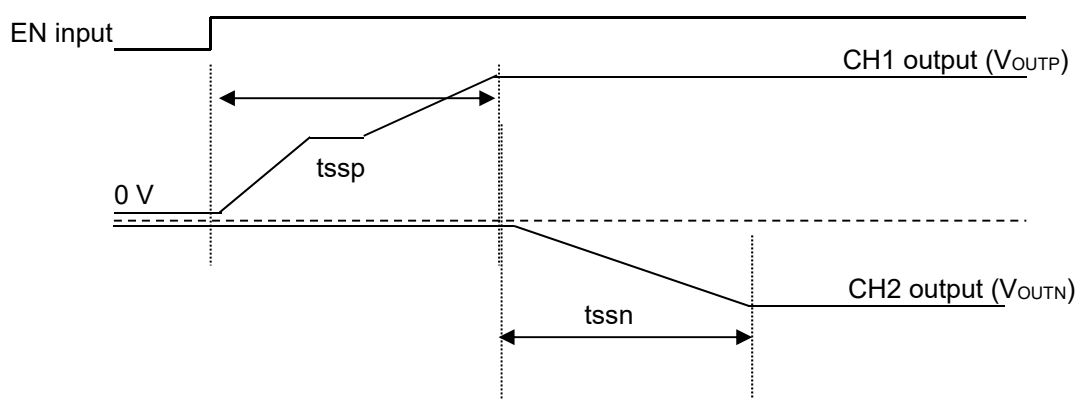 EN input
CH1 output (VOUTP)
tssp
0 V
CH2 output (VOUTN)
tssn